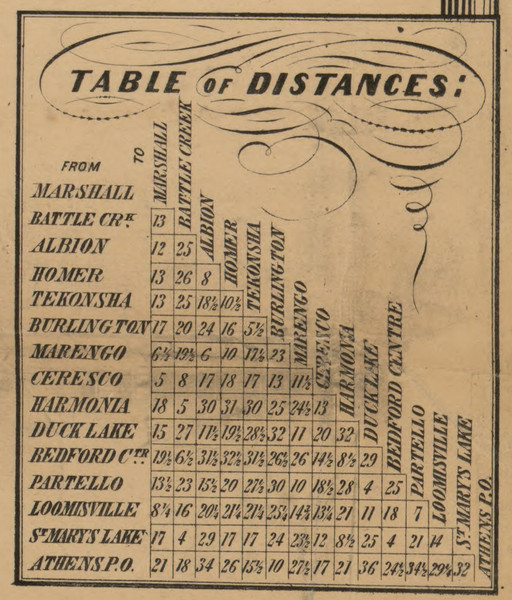 TABLE OF DISTANCES:
FROM TO MARSHALL BATTLE CREEK ALBION HOMER TEKONSHA BURLINGTON MARENGO CERESCO HARMONIA DUCK LAKE BEDFORD CENTRE PARTELLO LOOMISVILLE ST MARY'S LAKE ATHENS P.O.
MARSHALL
BATTLE CRK 13
ALBION 12 25
HOMER 13 26 8
TEKONSHA 13 25 18½ 10½
BURLINGTON 17 20 24 16 5½
MARENGO 6½ 19½ 6 10 17½ 23
CERESCO 5 8 17 18 17 13 11½
HARMONIA 18 5 30 31 30 25 24½ 13
DUCK LAKE 15 27 11½ 19½ 28½ 32 11 20 32
BEDFORD CTR 19½ 6½ 31½ 32½ 31½ 26½ 26 14½ 8½ 29
PARTELLO 13½ 23 15½ 20 27½ 30 10 18½ 28 4 25
LOOMISVILLE 8¾ 16 20¼ 21¼ 21¼ 25¼ 14¾ 13¼ 21 11 18 7
ST MARY'S LAKE 17 4 29 17 17 24 23½ 12 8½ 25 4 21 14
ATHENS P.O. 21 18 34 26 15½ 10 27½ 17 21 36 24½ 34½ 29¼ 32